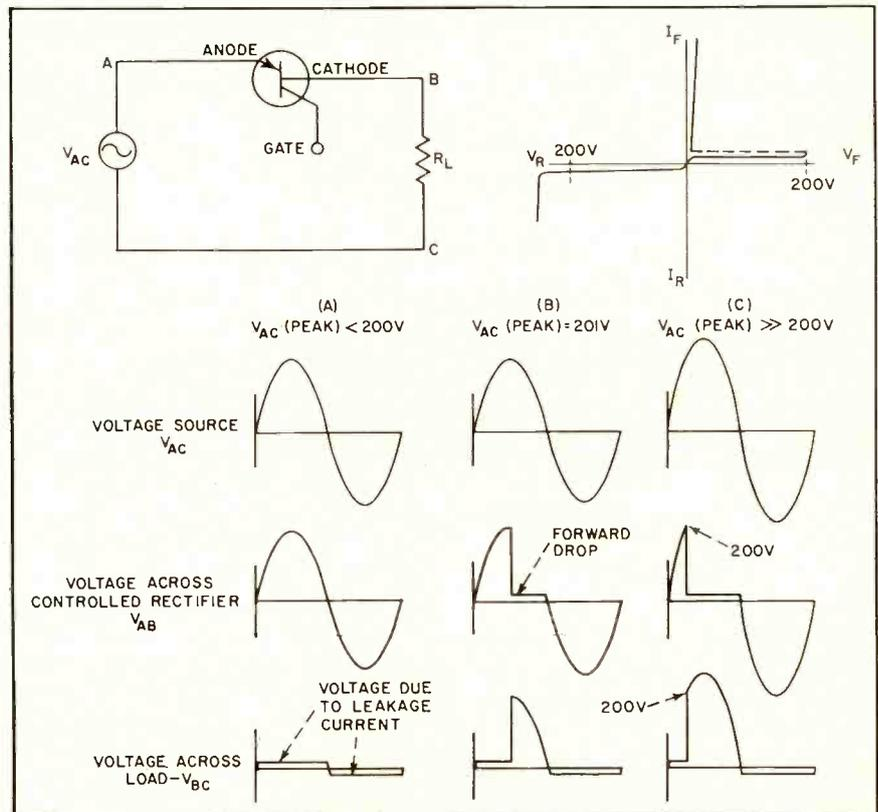 A
ANODE
CATHODE
B
GATE
V_AC
R_L
C
I_F
V_R
200V
V_F
200V
I_R
(A)
V_AC (PEAK) < 200V
(B)
V_AC (PEAK) = 201V
(C)
V_AC (PEAK) >> 200V
VOLTAGE SOURCE
V_AC
VOLTAGE ACROSS
CONTROLLED RECTIFIER
V_AB
FORWARD
DROP
200V
VOLTAGE ACROSS
LOAD-V_BC
VOLTAGE DUE
TO LEAKAGE
CURRENT
200V